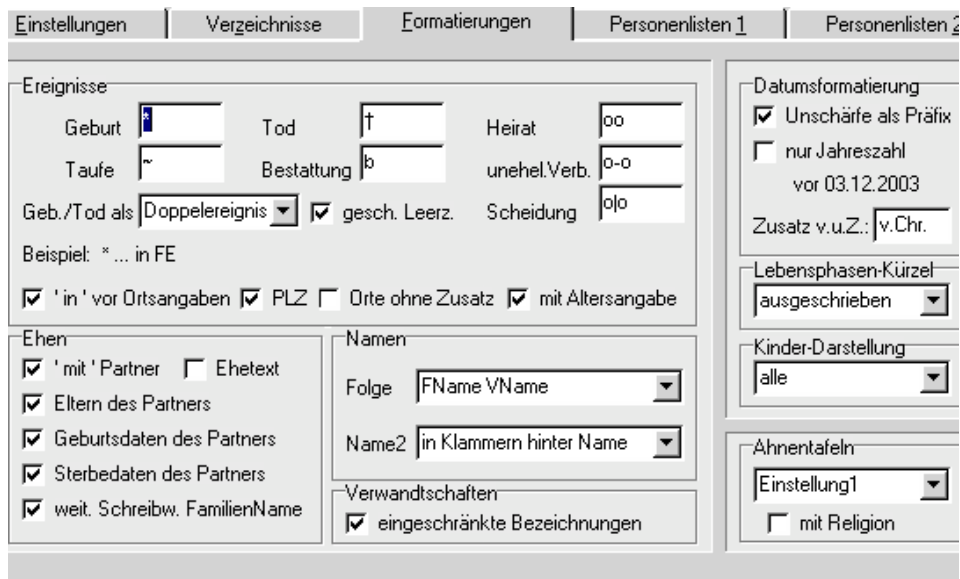 Einstellungen Verzeichnisse Formatierungen Personenlisten 1 Personenlisten 2
Ereignisse
Geburt * Tod † Heirat oo
Taufe ~ Bestattung b unehel.Verb. o-o
Geb./Tod als Doppelereignis gesch. Leerz. Scheidung o|o
Beispiel: * ... in FE
' in ' vor Ortsangaben PLZ Orte ohne Zusatz mit Altersangabe
Ehen
' mit ' Partner Ehetext
Eltern des Partners
Geburtsdaten des Partners
Sterbedaten des Partners
weit. Schreibw. FamilienName
Namen
Folge FName VName
Name2 in Klammern hinter Name
Verwandtschaften
eingeschränkte Bezeichnungen
Datumsformatierung
Unschärfe als Präfix
nur Jahreszahl
vor 03.12.2003
Zusatz v.u.Z.: v.Chr.
Lebensphasen-Kürzel
ausgeschrieben
Kinder-Darstellung
alle
Ahnentafeln
Einstellung1
mit Religion